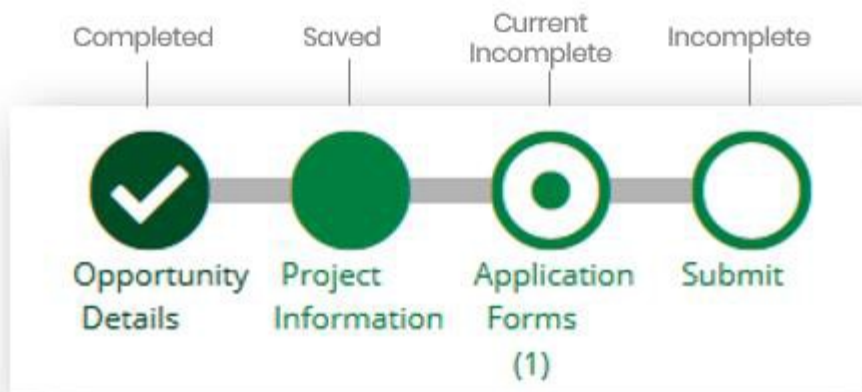 Completed
Saved
Current
Incomplete
Incomplete
Opportunity
Details
Project
Information
Application
Forms
(1)
Submit